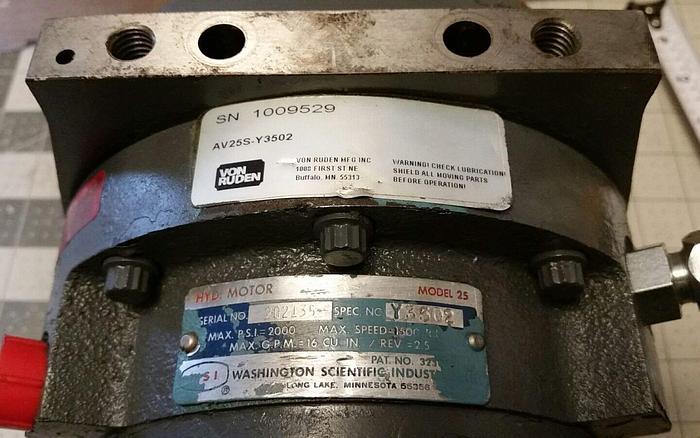 SN 1009529
AV25S-Y3502
VON RUDEN
VON RUDEN MFG INC
1008 FIRST ST NE
Buffalo, MN. 55313
WARNING! CHECK LUBRICATION!
SHIELD ALL MOVING PARTS
BEFORE OPERATION!
HYD. MOTOR MODEL 25
SERIAL NO. SPEC. NO.
MAX. P.S.I.=2000 MAX. SPEED=1500
MAX. G.P.M.=16 CU. IN. / REV.=2.5
PAT. NO.
S I WASHINGTON SCIENTIFIC
LONG LAKE, MINNESOTA 55356